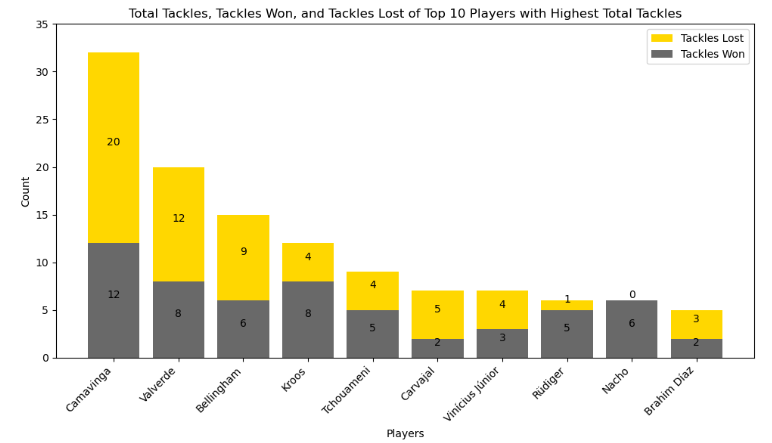 Total Tackles, Tackles Won, and Tackles Lost of Top 10 Players with Highest Total Tackles
Tackles Lost
Tackles Won
Count
35
30
25
20
15
10
5
0
20
12
9
4
4
5
4
1
0
3
12
8
6
8
5
2
3
5
6
2
Camavinga
Valverde
Bellingham
Kroos
Tchouameni
Carvajal
Vinícius Júnior
Rüdiger
Nacho
Brahim Díaz
Players